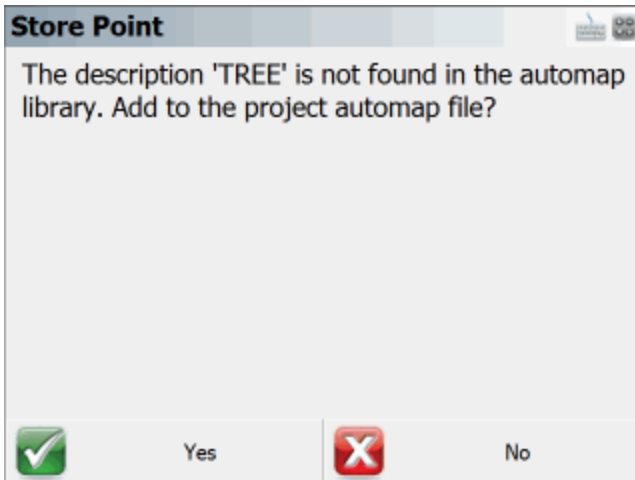 Store Point
The description 'TREE' is not found in the automap
library. Add to the project automap file?
Yes
No